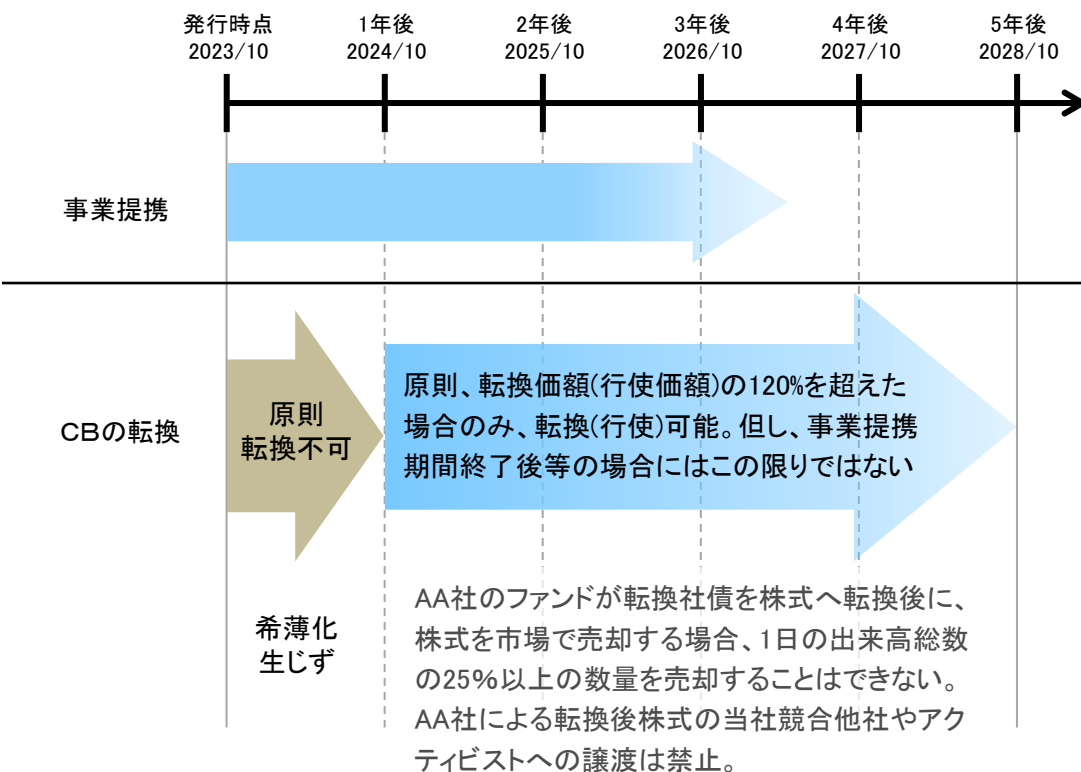 発行時点
2023/10
1年後
2024/10
2年後
2025/10
3年後
2026/10
4年後
2027/10
5年後
2028/10
事業提携
CBの転換
原則
転換不可
原則、転換価額(行使価額)の120%を超えた
場合のみ、転換(行使)可能。但し、事業提携
期間終了後等の場合にはこの限りではない
希薄化
生じず
AA社のファンドが転換社債を株式へ転換後に、
株式を市場で売却する場合、1日の出来高総数
の25%以上の数量を売却することはできない。
AA社による転換後株式の当社競合他社やアク
ティビストへの譲渡は禁止。